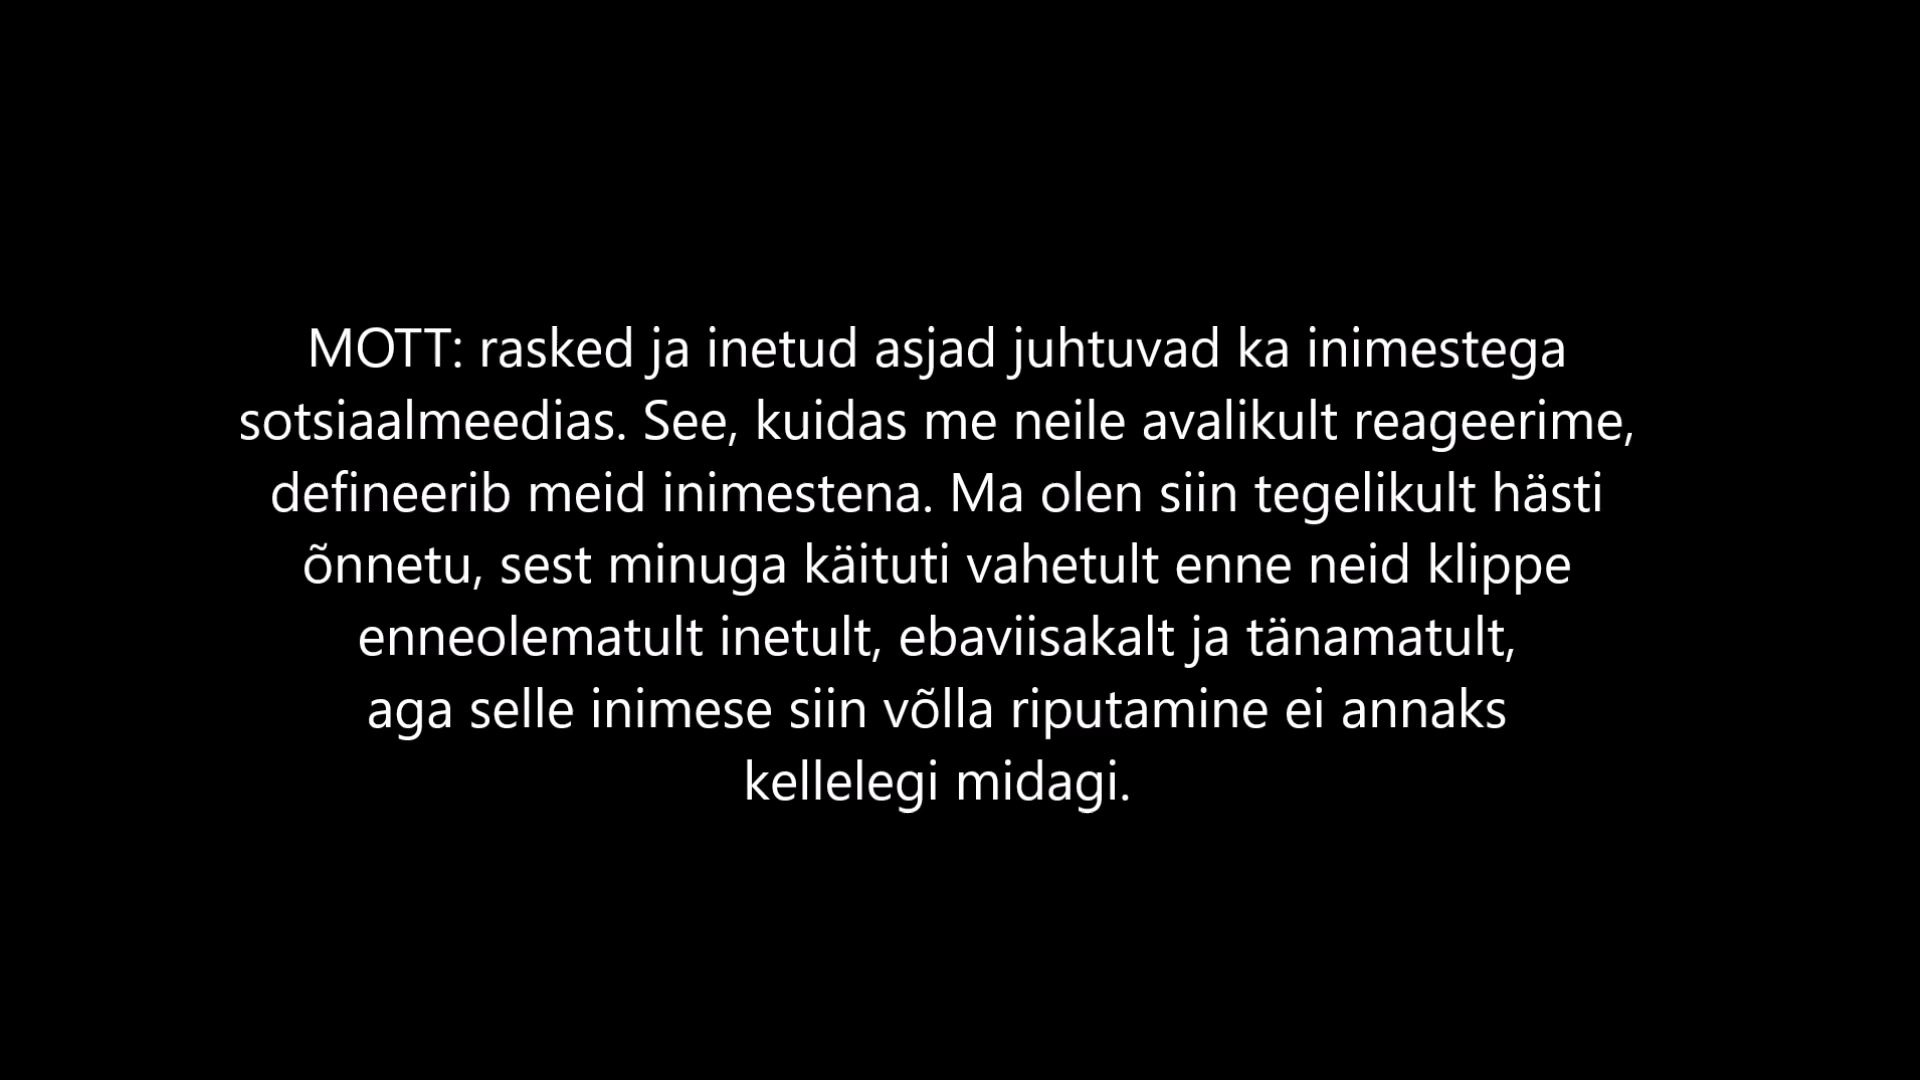 MOTT: rasked ja inetud asjad juhtuvad ka inimestega
sotsiaalmeedias. See, kuidas me neile avalikult reageerime,
defineerib meid inimestena. Ma olen siin tegelikult hästi
õnnetu, sest minuga käituti vahetult enne neid klippe
enneolematult inetult, ebaviisakalt ja tänamatult,
aga selle inimese siin võlla riputamine ei annaks
kellelegi midagi.